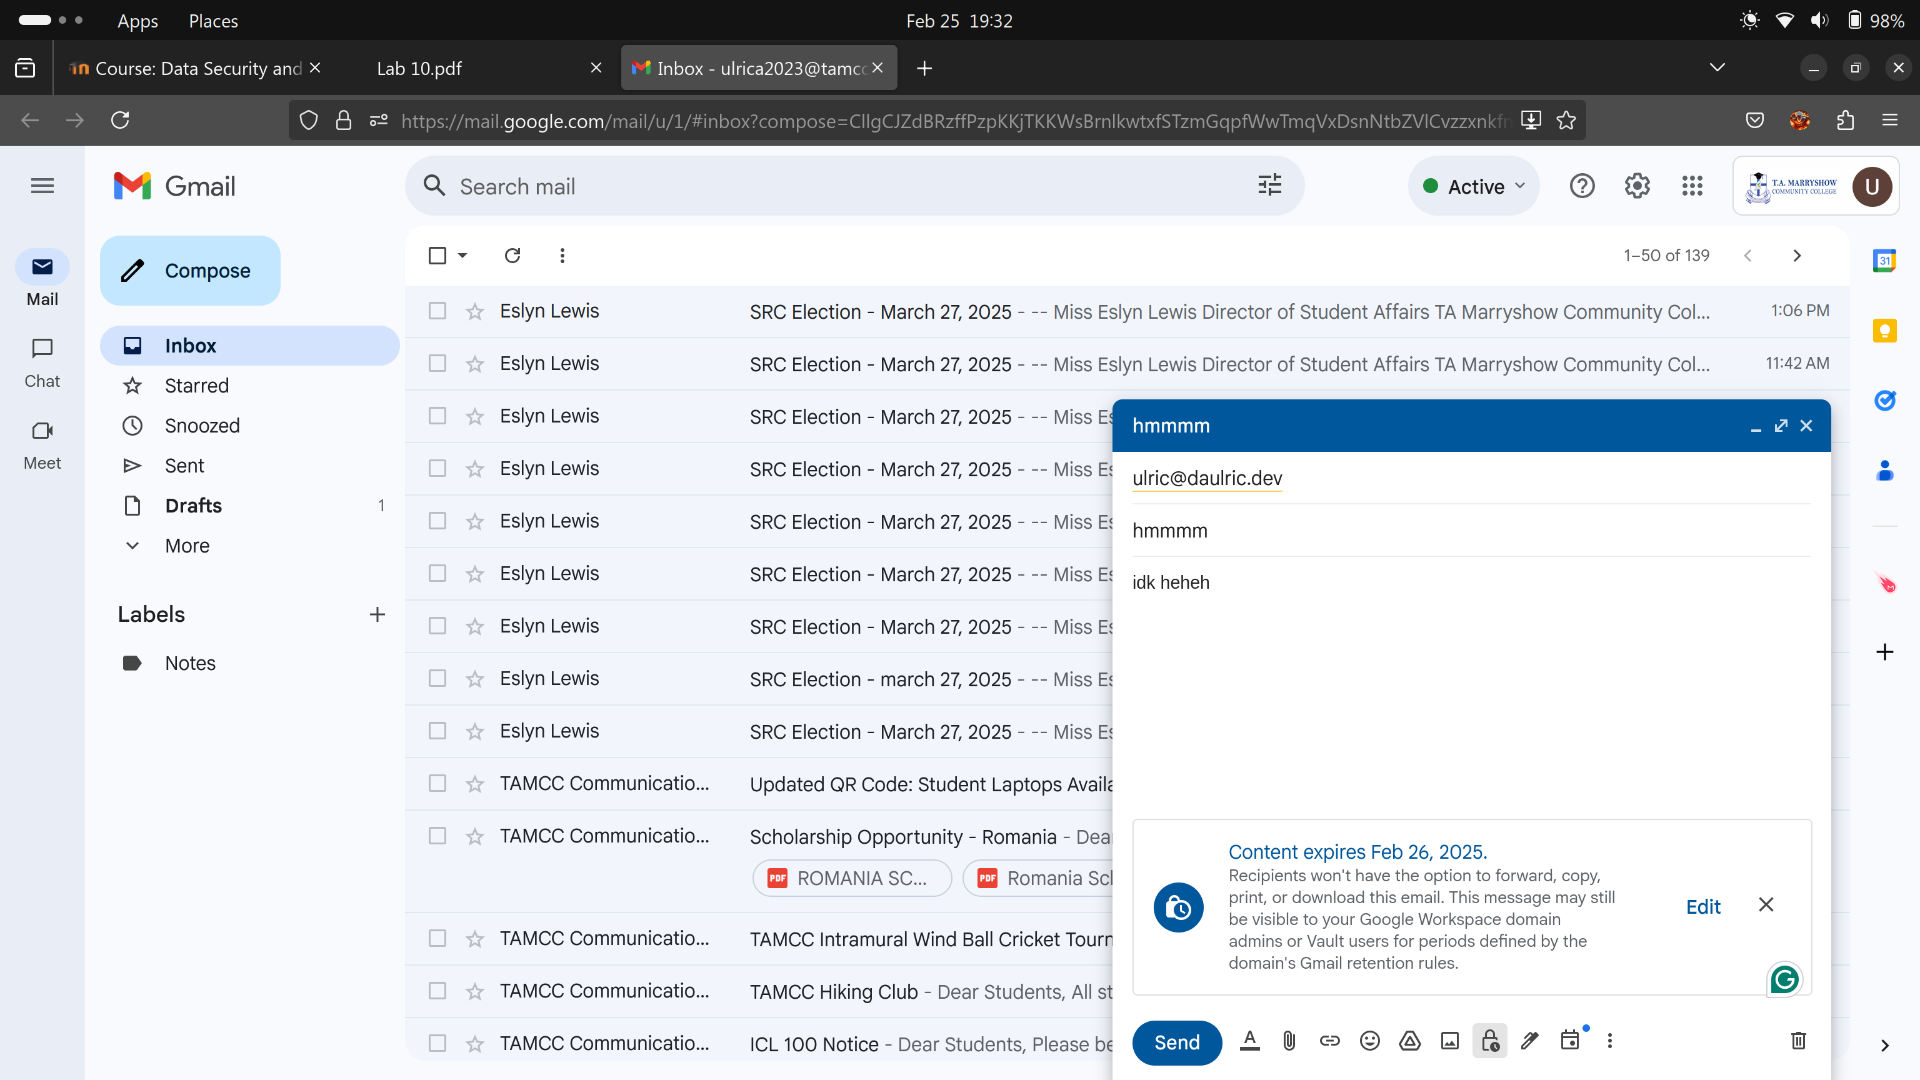 Apps Places Feb 25 19:32 98%
Course: Data Security and Lab 10.pdf Inbox - ulrica2023@tamcc
Gmail Search mail Active T.A. MARRYSHOW U
COMMUNITY COLLEGE
Compose
1–50 of 139
31
Mail
Chat
Meet
Inbox
Starred
Snoozed
Sent
Drafts 1
More
Labels
Notes
Eslyn Lewis SRC Election - March 27, 2025 - -- Miss Eslyn Lewis Director of Student Affairs TA Marryshow Community Col... 1:06 PM
Eslyn Lewis SRC Election - March 27, 2025 - -- Miss Eslyn Lewis Director of Student Affairs TA Marryshow Community Col... 11:42 AM
Eslyn Lewis SRC Election - March 27, 2025 - -- Miss Es
Eslyn Lewis SRC Election - March 27, 2025 - -- Miss Es
Eslyn Lewis SRC Election - March 27, 2025 - -- Miss Es
Eslyn Lewis SRC Election - March 27, 2025 - -- Miss Es
Eslyn Lewis SRC Election - March 27, 2025 - -- Miss Es
Eslyn Lewis SRC Election - march 27, 2025 - -- Miss Es
Eslyn Lewis SRC Election - March 27, 2025 - -- Miss Es
TAMCC Communicatio... Updated QR Code: Student Laptops Availa
TAMCC Communicatio... Scholarship Opportunity - Romania - Dea
PDF ROMANIA SC... PDF Romania Sch
TAMCC Communicatio... TAMCC Intramural Wind Ball Cricket Tourn
TAMCC Communicatio... TAMCC Hiking Club - Dear Students, All st
TAMCC Communicatio... ICL 100 Notice - Dear Students, Please be
hmmmm
ulric@daulric.dev
hmmmm
idk heheh
Content expires Feb 26, 2025.
Recipients won't have the option to forward, copy,
print, or download this email. This message may still
be visible to your Google Workspace domain
admins or Vault users for periods defined by the
domain's Gmail retention rules.
Edit
Send